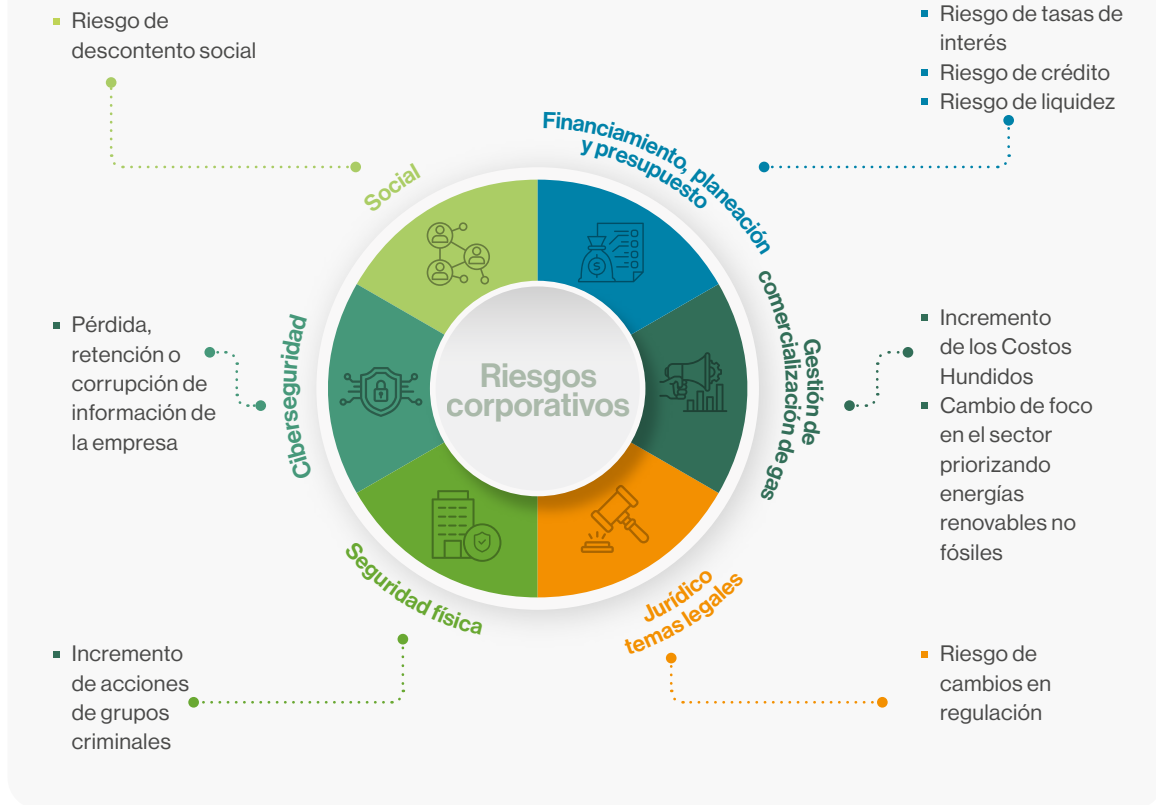 Riesgo de
descontento social
Riesgo de tasas de
interés
Riesgo de crédito
Riesgo de liquidez
Social
Financiamiento, planeación
y presupuesto
Pérdida,
retención o
corrupción de
información de
la empresa
Ciberseguridad
Riesgos
corporativos
Gestión de
comercialización de gas
Incremento
de los Costos
Hundidos
Cambio de foco
en el sector
priorizando
energías
renovables no
fósiles
Seguridad física
Jurídico
temas legales
Incremento
de acciones
de grupos
criminales
Riesgo de
cambios en
regulación